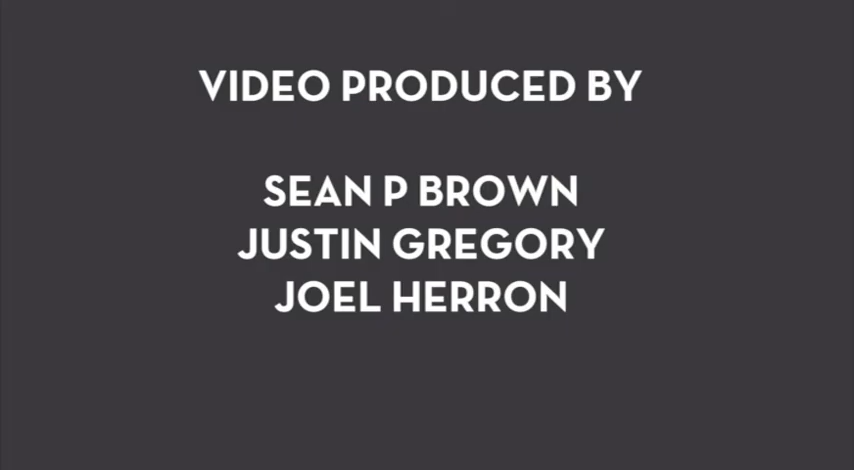 VIDEO PRODUCED BY
SEAN P BROWN
JUSTIN GREGORY
JOEL HERRON